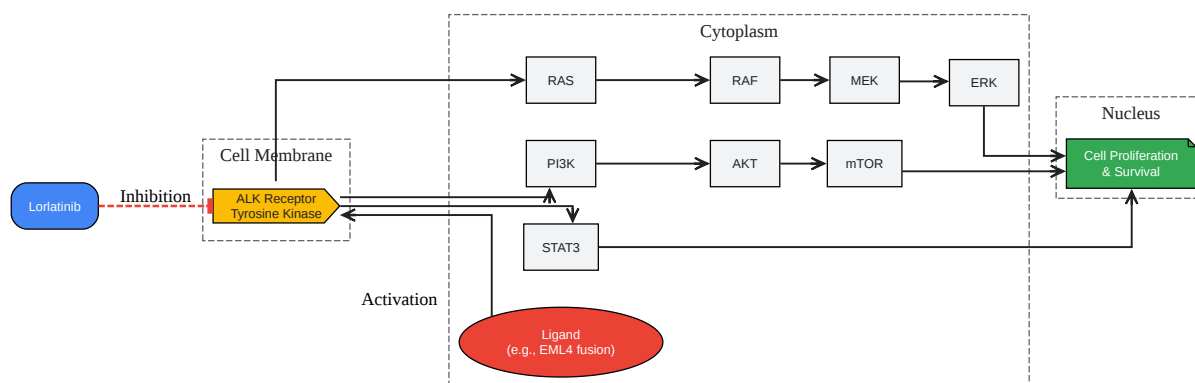 Cytoplasm
RAS
RAF
MEK
ERK
Nucleus
Cell Membrane
PI3K
AKT
mTOR
Cell Proliferation
& Survival
Lorlatinib
Inhibition
ALK Receptor
Tyrosine Kinase
STAT3
Activation
Ligand
(e.g., EML4 fusion)